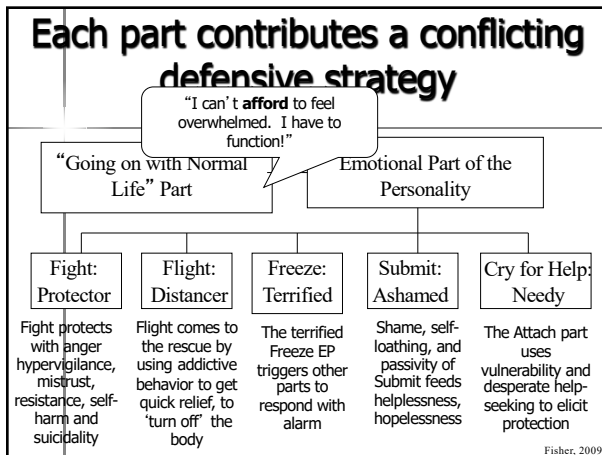 Each part contributes a conflicting
defensive strategy
“I can’t afford to feel
overwhelmed. I have to
function!”
“Going on with Normal
Life” Part
Emotional Part of the
Personality
Fight:
Protector
Flight:
Distancer
Freeze:
Terrified
Submit:
Ashamed
Cry for Help:
Needy
Fight protects
with anger
hypervigilance,
mistrust,
resistance, self-
harm and
suicidality
Flight comes to
the rescue by
using addictive
behavior to get
quick relief, to
‘turn off’ the
body
The terrified
Freeze EP
triggers other
parts to
respond with
alarm
Shame, self-
loathing, and
passivity of
Submit feeds
helplessness,
hopelessness
The Attach part
uses
vulnerability and
desperate help-
seeking to elicit
protection
Fisher, 2009